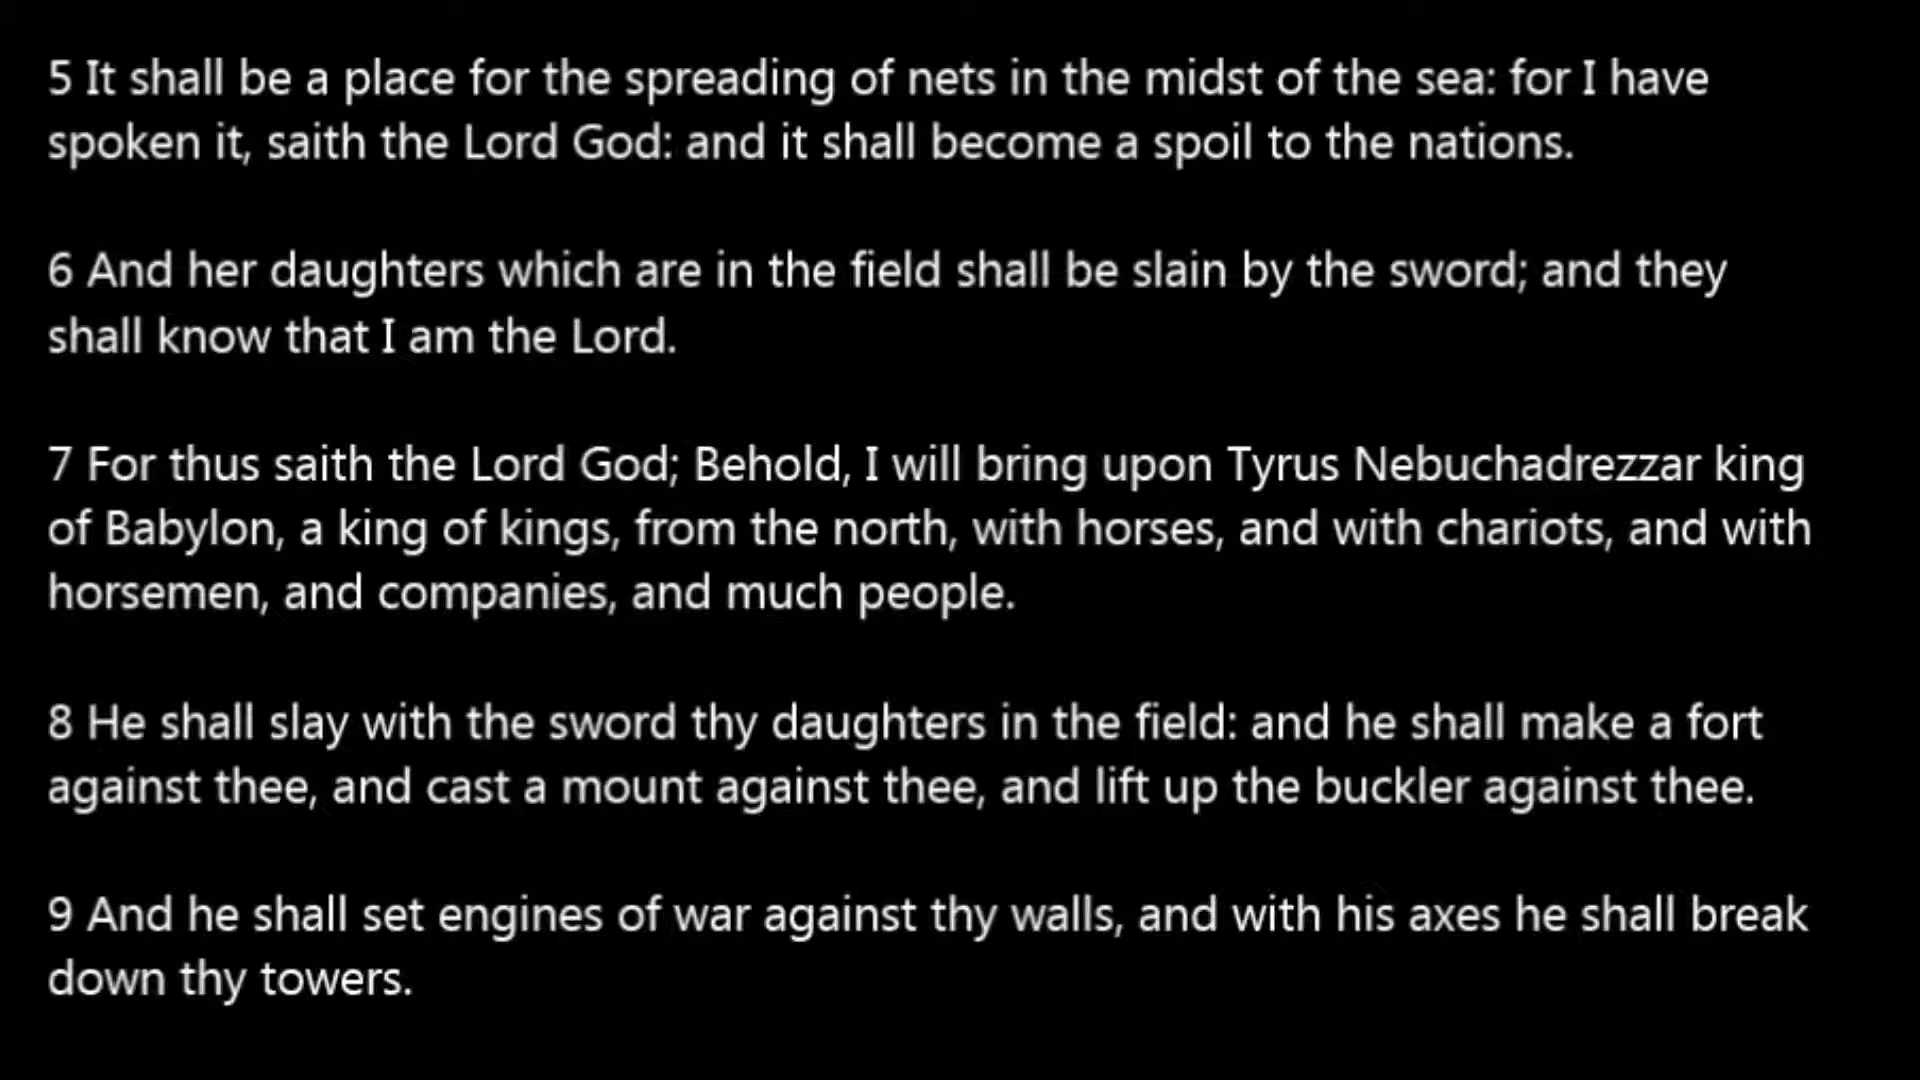 5 It shall be a place for the spreading of nets in the midst of the sea: for I have
spoken it, saith the Lord God: and it shall become a spoil to the nations.
6 And her daughters which are in the field shall be slain by the sword; and they
shall know that I am the Lord.
7 For thus saith the Lord God; Behold, I will bring upon Tyrus Nebuchadrezzar king
of Babylon, a king of kings, from the north, with horses, and with chariots, and with
horsemen, and companies, and much people.
8 He shall slay with the sword thy daughters in the field: and he shall make a fort
against thee, and cast a mount against thee, and lift up the buckler against thee.
9 And he shall set engines of war against thy walls, and with his axes he shall break
down thy towers.